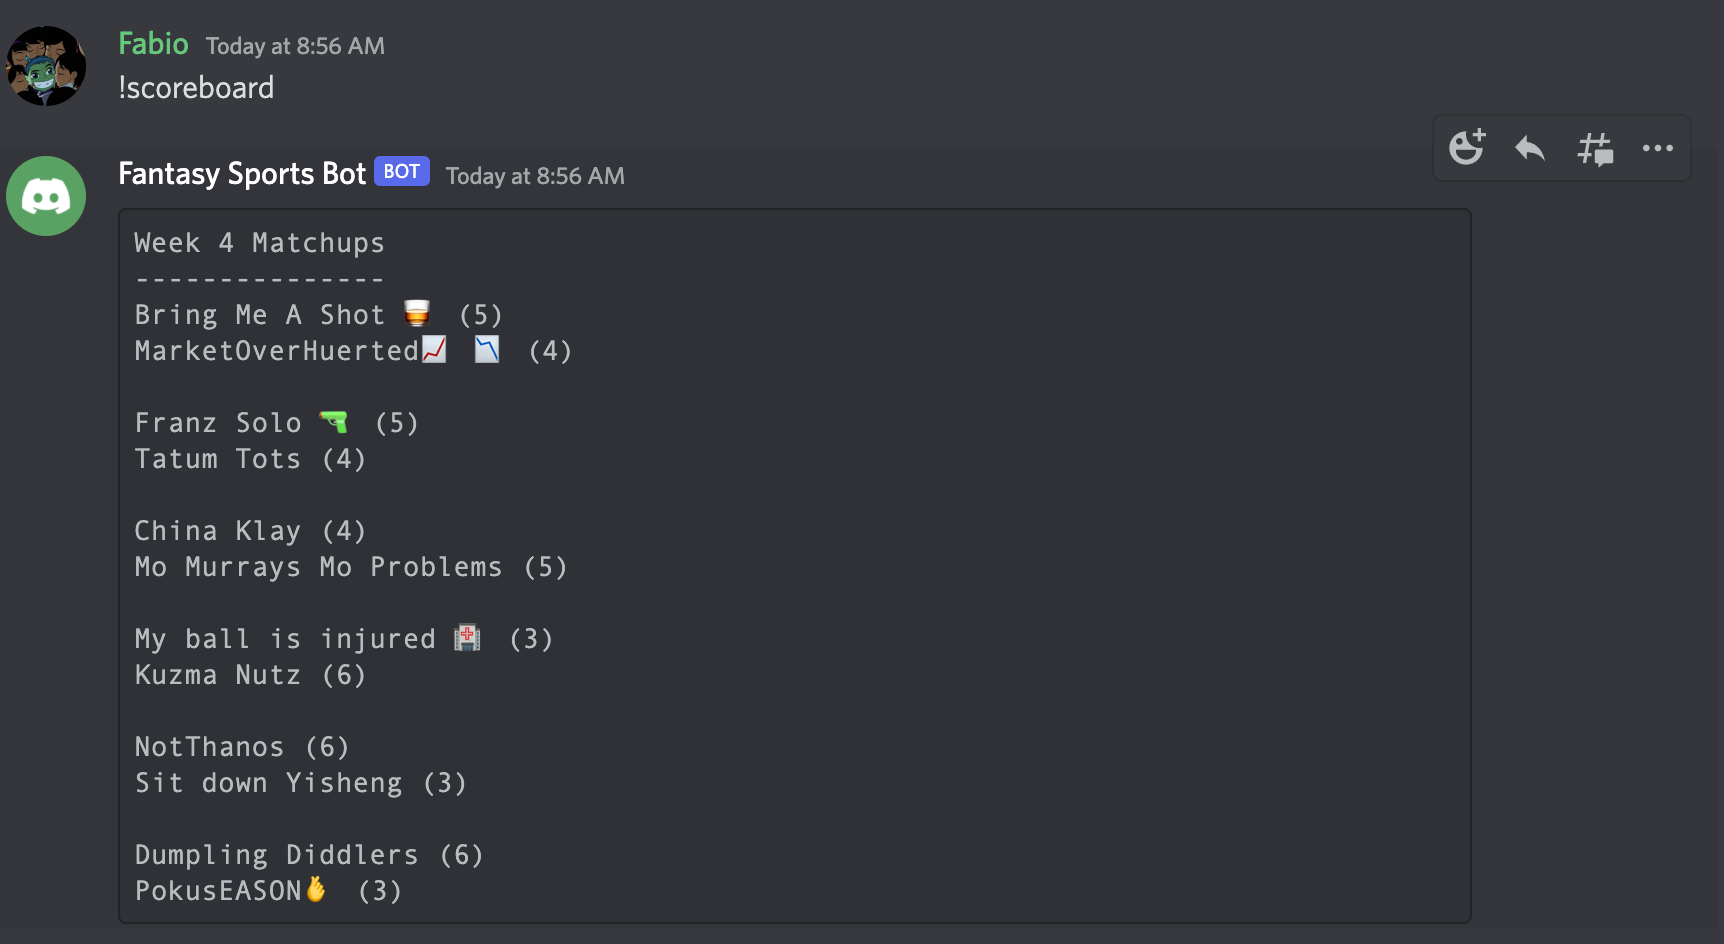 Fabio Today at 8:56 AM
!scoreboard
Fantasy Sports Bot BOT Today at 8:56 AM
Week 4 Matchups
---------------
Bring Me A Shot 🥃 (5)
MarketOverHuerted📈 📉 (4)
Franz Solo 🔫 (5)
Tatum Tots (4)
China Klay (4)
Mo Murrays Mo Problems (5)
My ball is injured 🏥 (3)
Kuzma Nutz (6)
NotThanos (6)
Sit down Yisheng (3)
Dumpling Diddlers (6)
PokusEASON🫰 (3)